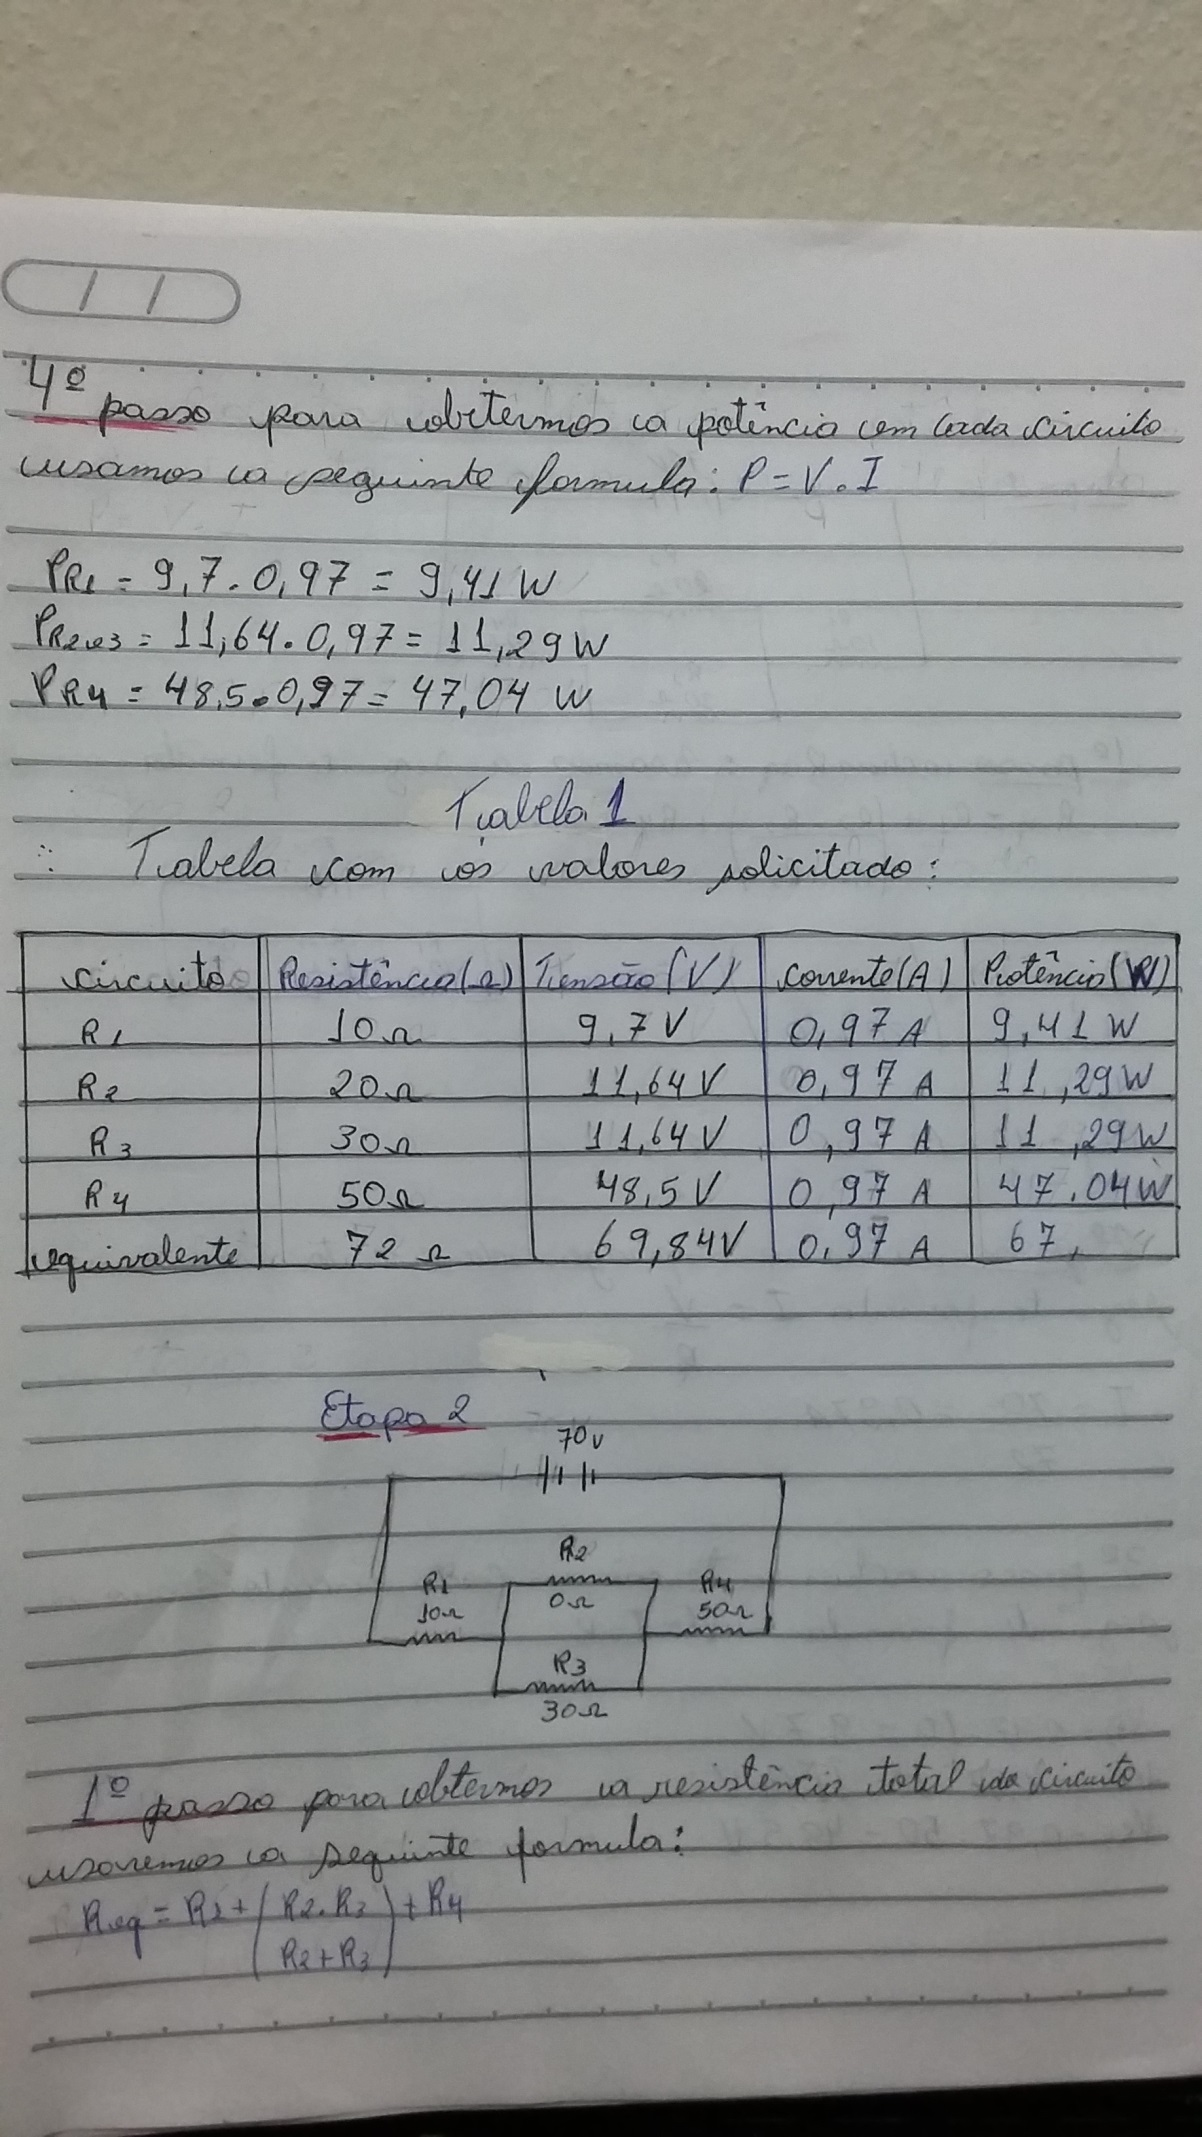 4º passo para obtermos a potência em cada circuito
usamos a seguinte formula: P = V . I
PR1 = 9,7 . 0,97 = 9,41 W
PR2e3 = 11,64 . 0,97 = 11,29 W
PR4 = 48,5 . 0,97 = 47,04 W
Tabela 1
∴ Tabela com os valores solicitado:
circuito Resistência(Ω) Tensão(V) corrente(A) Potência(W)
R1 10Ω 9,7 V 0,97 A 9,41 W
R2 20Ω 11,64 V 0,97 A 11,29 W
R3 30Ω 11,64 V 0,97 A 11,29 W
R4 50Ω 48,5 V 0,97 A 47.04 W
equivalente 72 Ω 69,84 V 0,97 A 67,
Etapa 2
70v
R2
R1 0Ω R4
10Ω 50Ω
R3
30Ω
1º passo para obtermos a resistência total do circuito
usaremos a seguinte formula:
Req = R1 + (R2.R3) + R4
R2+R3